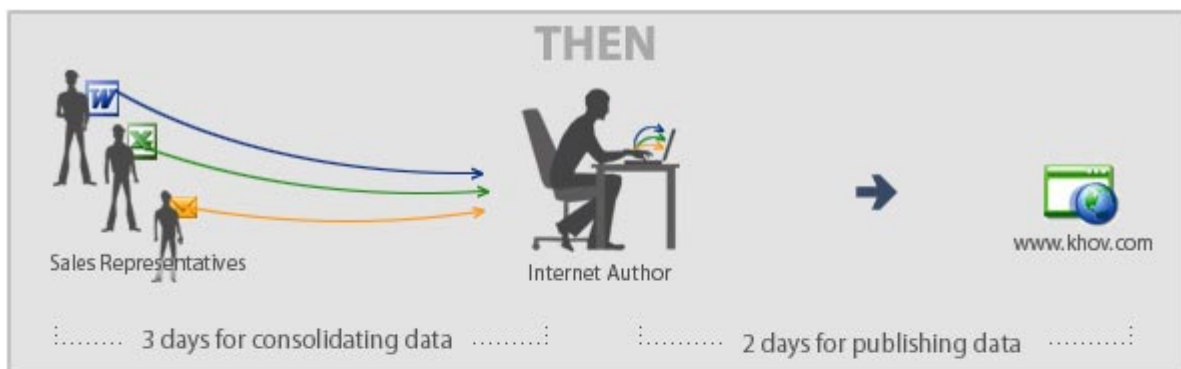 THEN
W
X
Sales Representatives
Internet Author
www.khov.com
3 days for consolidating data
2 days for publishing data